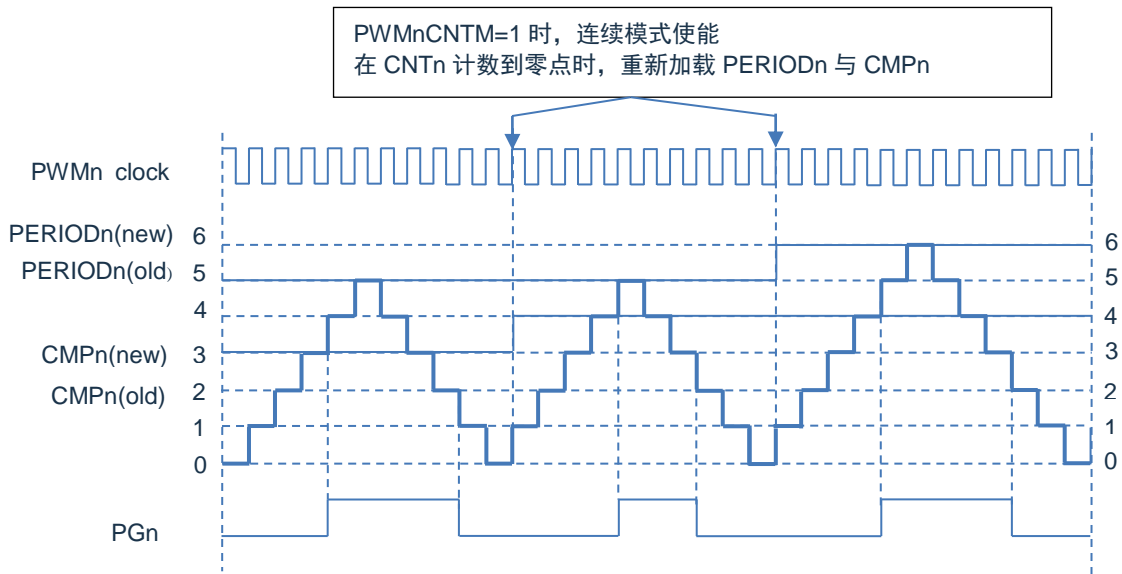 PWMnCNTM=1 时，连续模式使能
在 CNTn 计数到零点时，重新加载 PERIODn 与 CMPn
PWMn clock
PERIODn(new) 6
6
PERIODn(old) 5
5
4
4
CMPn(new) 3
3
CMPn(old) 2
2
1
1
0
0
PGn